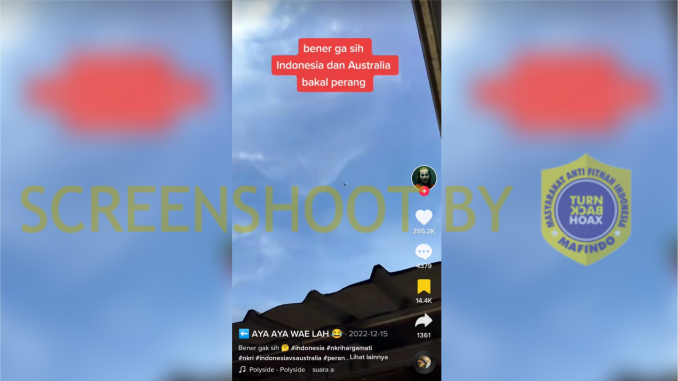 bener ga sih
Indonesia dan Australia
bakal perang
SCREENSHOOT BY
MASYARAKAT ANTI FITNAH INDONESIA
TURN
BACK
HOAX
MAFINDO
255.2K
4379
14.4K
1361
AYA AYA WAE LAH 😂 · 2022-12-15
Bener gak sih 🤔 #indonesia #nkrihargamati
#nkri #indonesiavsaustralia #peran...Lihat lainnya
Polyside - Polyside
suara a